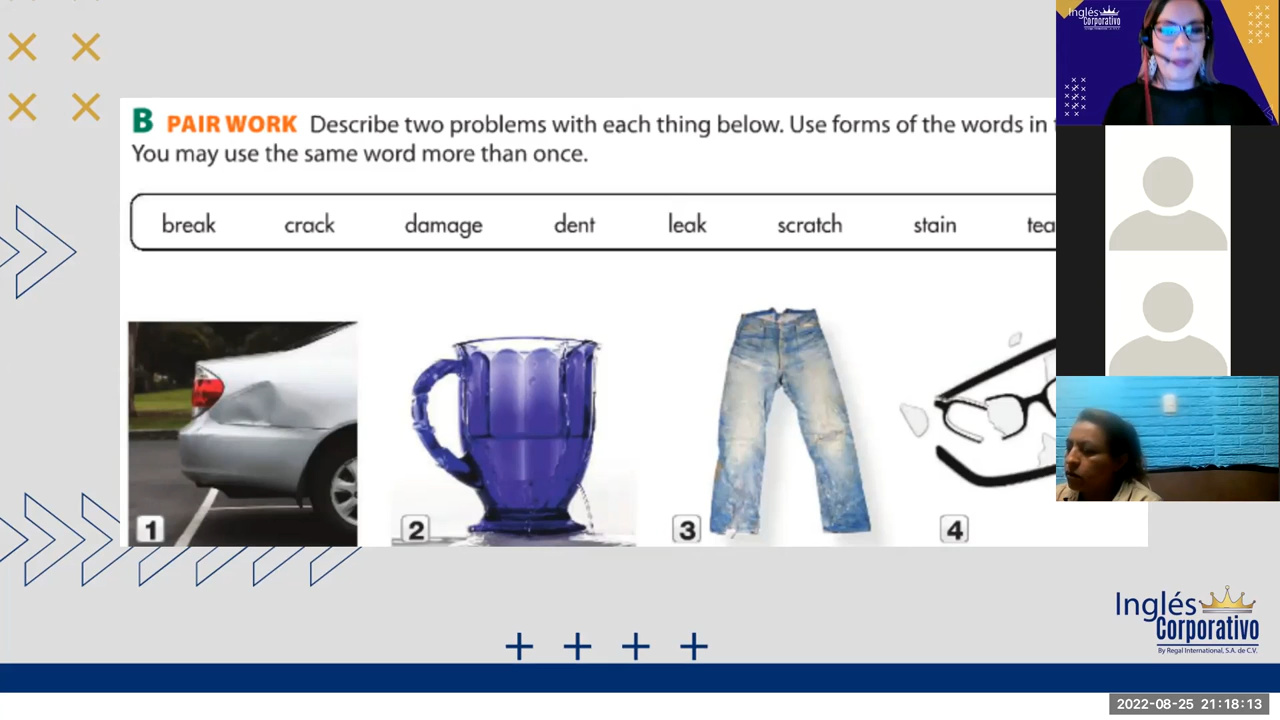 Inglés
Corporativo
B PAIR WORK Describe two problems with each thing below. Use forms of the words in
You may use the same word more than once.
break crack damage dent leak scratch stain
1 2 3 4
Inglés
Corporativo
By Regal International, S.A. de C.V.
2022-08-25 21:18:13